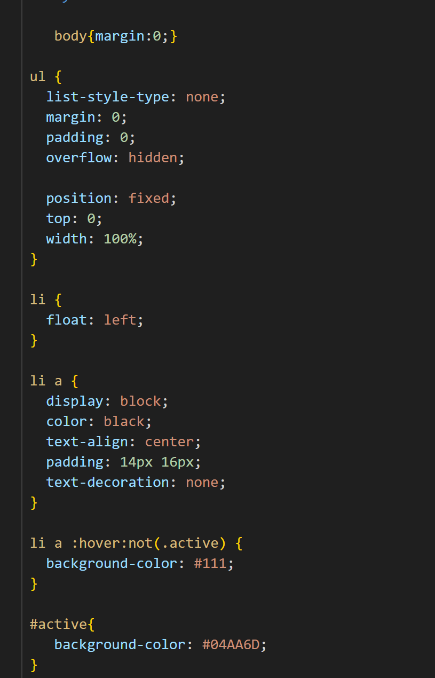 body{margin:0;}
ul {
list-style-type: none;
margin: 0;
padding: 0;
overflow: hidden;
position: fixed;
top: 0;
width: 100%;
}
li {
float: left;
}
li a {
display: block;
color: black;
text-align: center;
padding: 14px 16px;
text-decoration: none;
}
li a :hover:not(.active) {
background-color: #111;
}
#active{
background-color: #04AA6D;
}